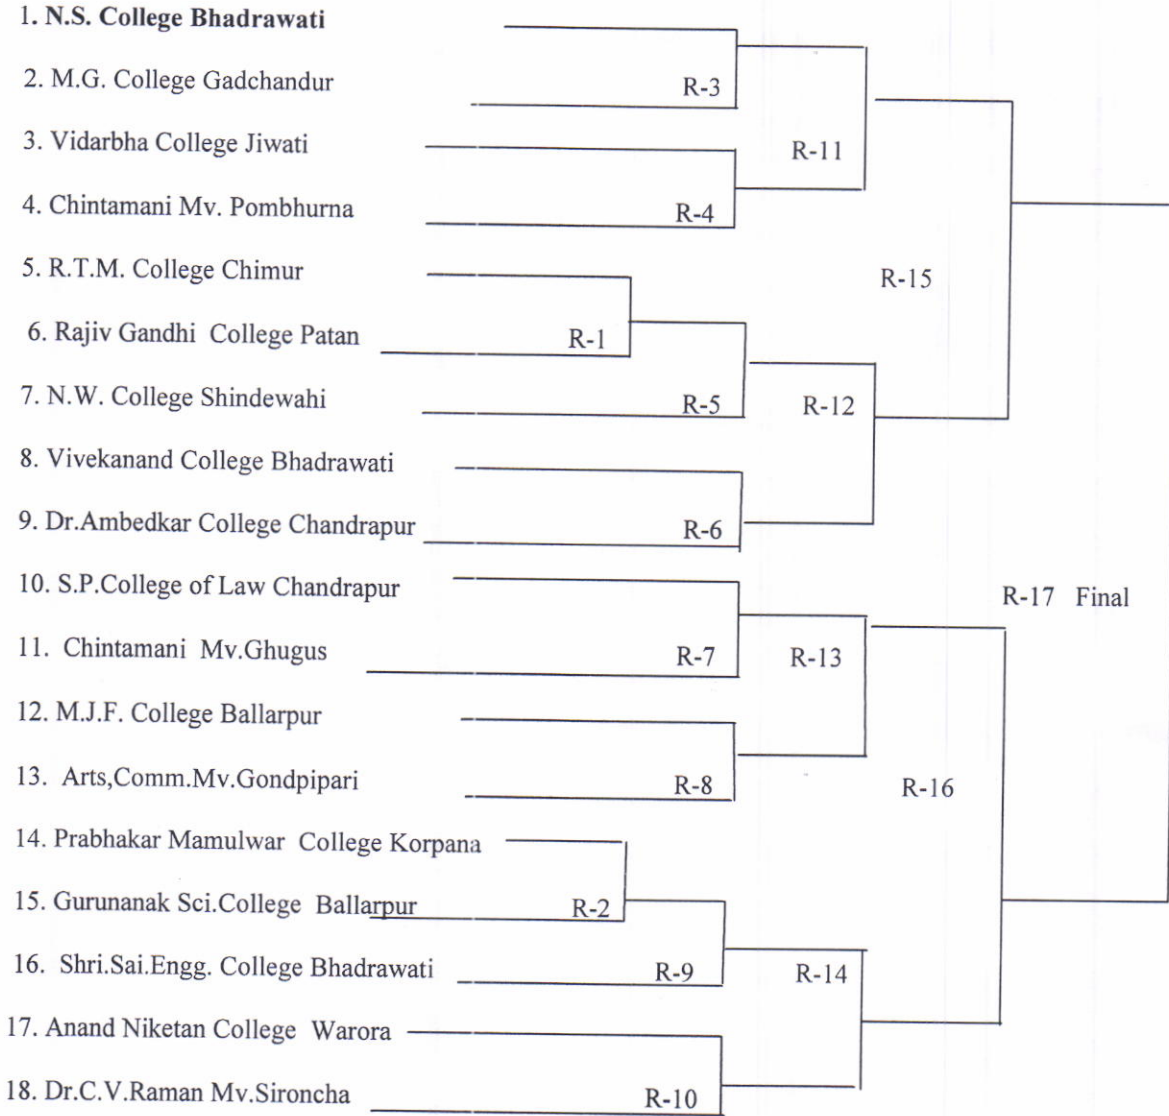 1. N.S. College Bhadrawati
2. M.G. College Gadchandur
R-3
3. Vidarbha College Jiwati
R-11
4. Chintamani Mv. Pombhurna
R-4
5. R.T.M. College Chimur
R-15
6. Rajiv Gandhi College Patan
R-1
7. N.W. College Shindewahi
R-5
R-12
8. Vivekanand College Bhadrawati
9. Dr.Ambedkar College Chandrapur
R-6
10. S.P.College of Law Chandrapur
R-17 Final
11. Chintamani Mv.Ghugus
R-7
R-13
12. M.J.F. College Ballarpur
13. Arts,Comm.Mv.Gondpipari
R-8
R-16
14. Prabhakar Mamulwar College Korpana
15. Gurunanak Sci.College Ballarpur
R-2
16. Shri.Sai.Engg. College Bhadrawati
R-9
R-14
17. Anand Niketan College Warora
18. Dr.C.V.Raman Mv.Sironcha
R-10